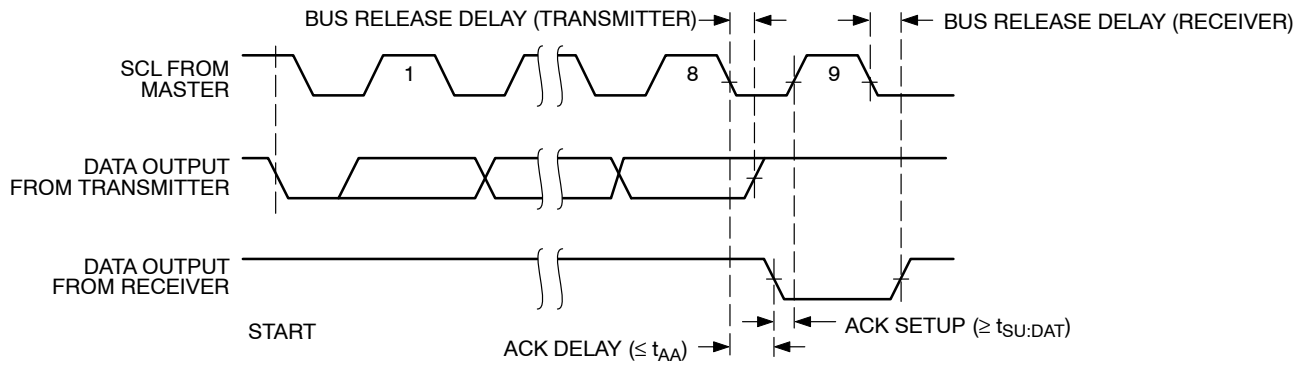 BUS RELEASE DELAY (TRANSMITTER)
BUS RELEASE DELAY (RECEIVER)
SCL FROM
MASTER
1
8
9
DATA OUTPUT
FROM TRANSMITTER
DATA OUTPUT
FROM RECEIVER
START
ACK SETUP (≥ tSU:DAT)
ACK DELAY (≤ tAA)